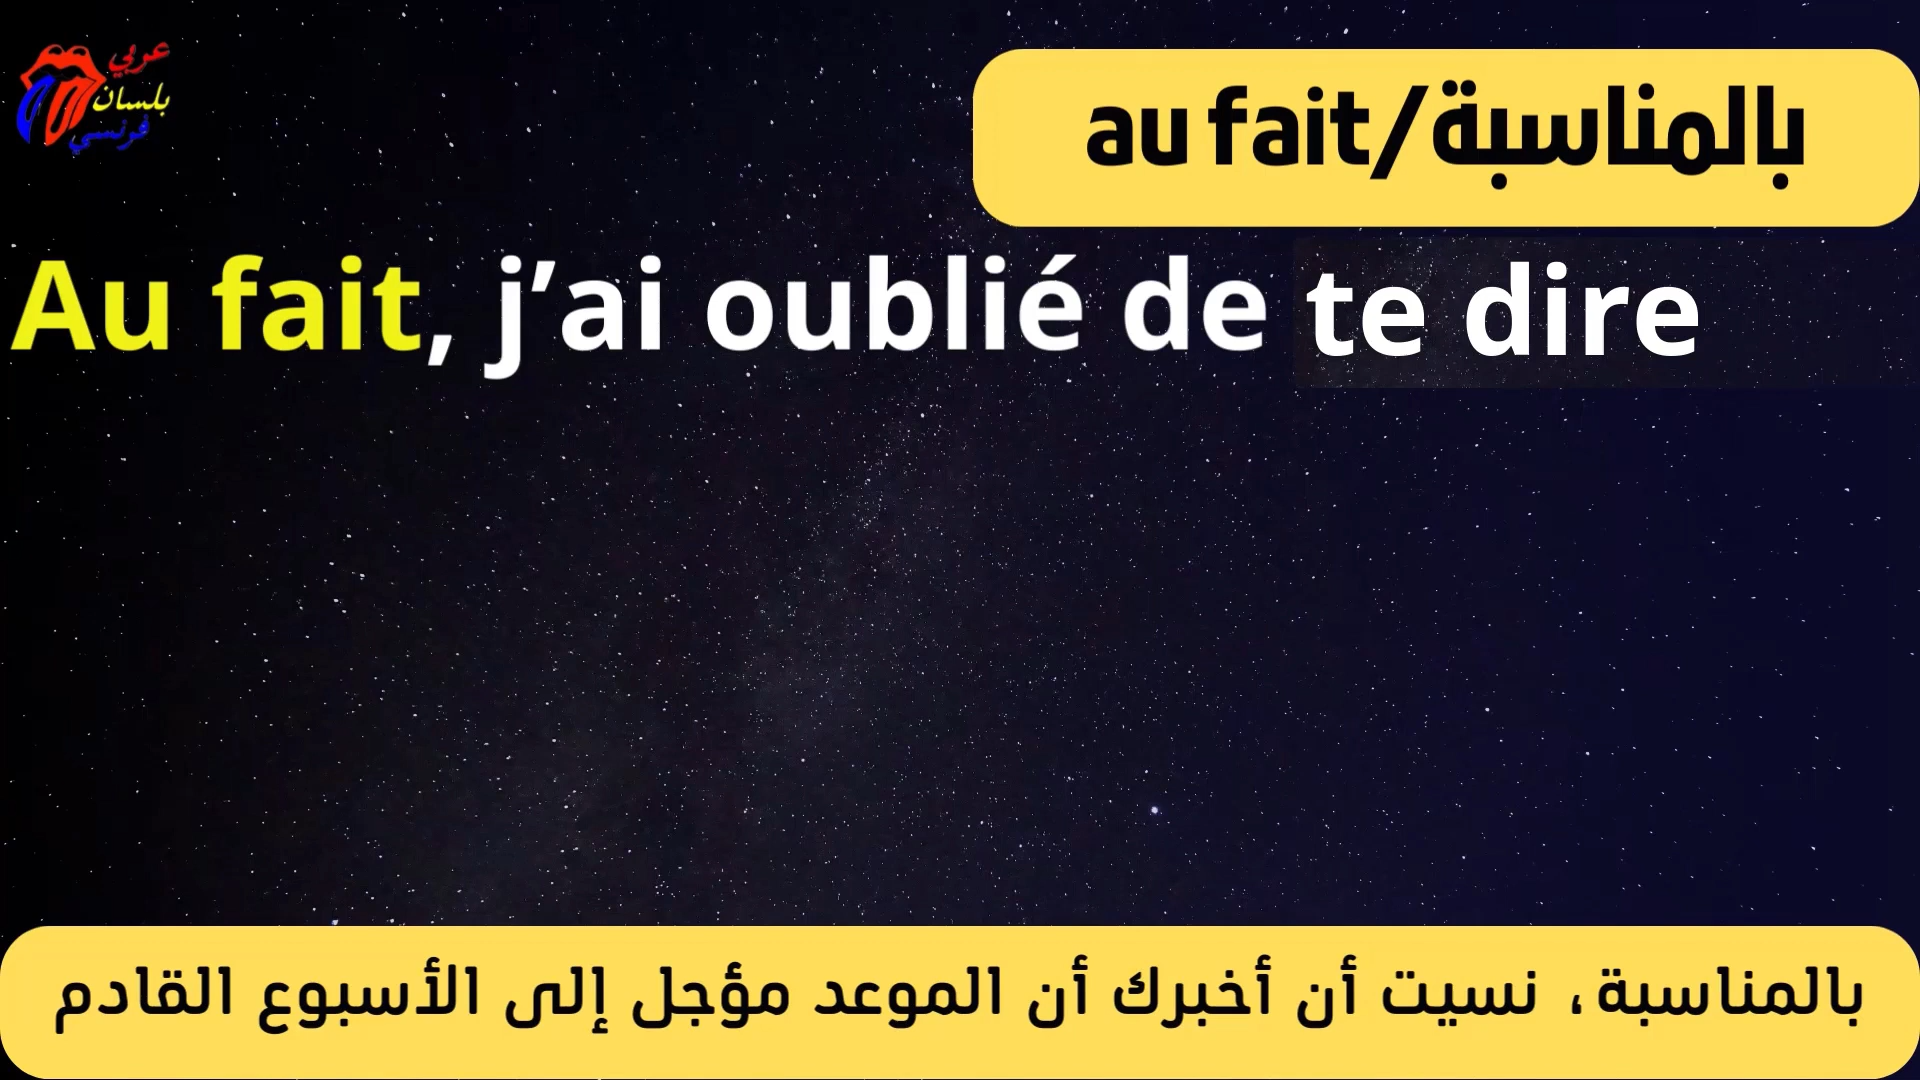 عربي
بلسان
فرنسي
au fait/بالمناسبة
Au fait, j’ai oublié de te dire
بالمناسبة، نسيت أن أخبرك أن الموعد مؤجل إلى الأسبوع القادم